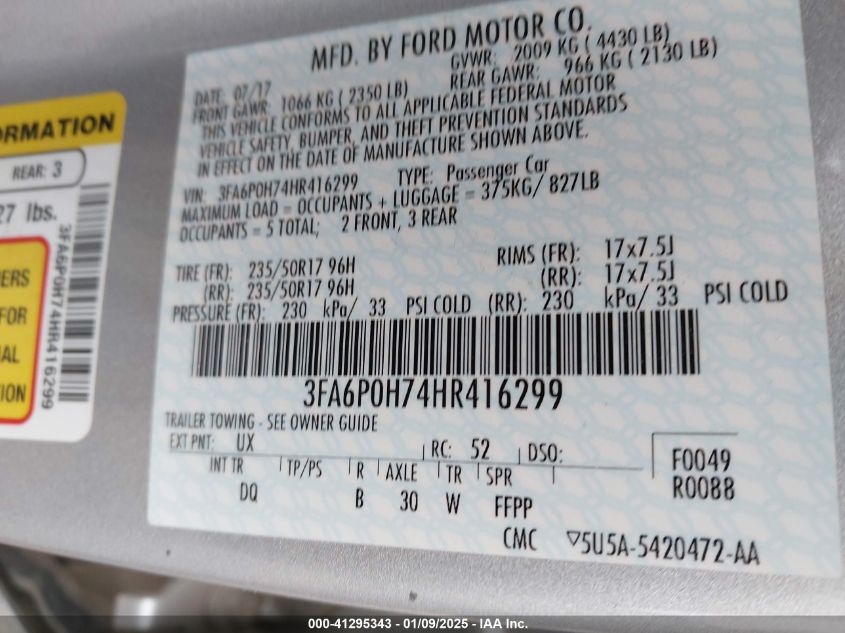 ORMATION
REAR: 3
27 lbs.
3FA6P0H74HR416299
ERS
FOR
AL
TION
MFD. BY FORD MOTOR CO.
DATE: 07/17 GVWR: 2009 KG ( 4430 LB)
FRONT GAWR: 1066 KG ( 2350 LB) REAR GAWR: 966 KG ( 2130 LB)
THIS VEHICLE CONFORMS TO ALL APPLICABLE FEDERAL MOTOR
VEHICLE SAFETY, BUMPER, AND THEFT PREVENTION STANDARDS
IN EFFECT ON THE DATE OF MANUFACTURE SHOWN ABOVE.
VIN: 3FA6P0H74HR416299 TYPE: Passenger Car
MAXIMUM LOAD = OCCUPANTS + LUGGAGE = 375KG/ 827LB
OCCUPANTS = 5 TOTAL; 2 FRONT, 3 REAR
TIRE (FR): 235/50R17 96H RIMS (FR): 17x7.5J
(RR): 235/50R17 96H (RR): 17x7.5J
PRESSURE (FR): 230 kPa/ 33 PSI COLD (RR): 230 kPa/ 33 PSI COLD
3FA6P0H74HR416299
TRAILER TOWING - SEE OWNER GUIDE
EXT PNT: UX RC: 52 DSO: F0049
INT TR TP/PS R AXLE TR SPR R0088
DQ B 30 W FFPP
CMC ▽5U5A-5420472-AA
000-41295343 - 01/09/2025 - IAA Inc.